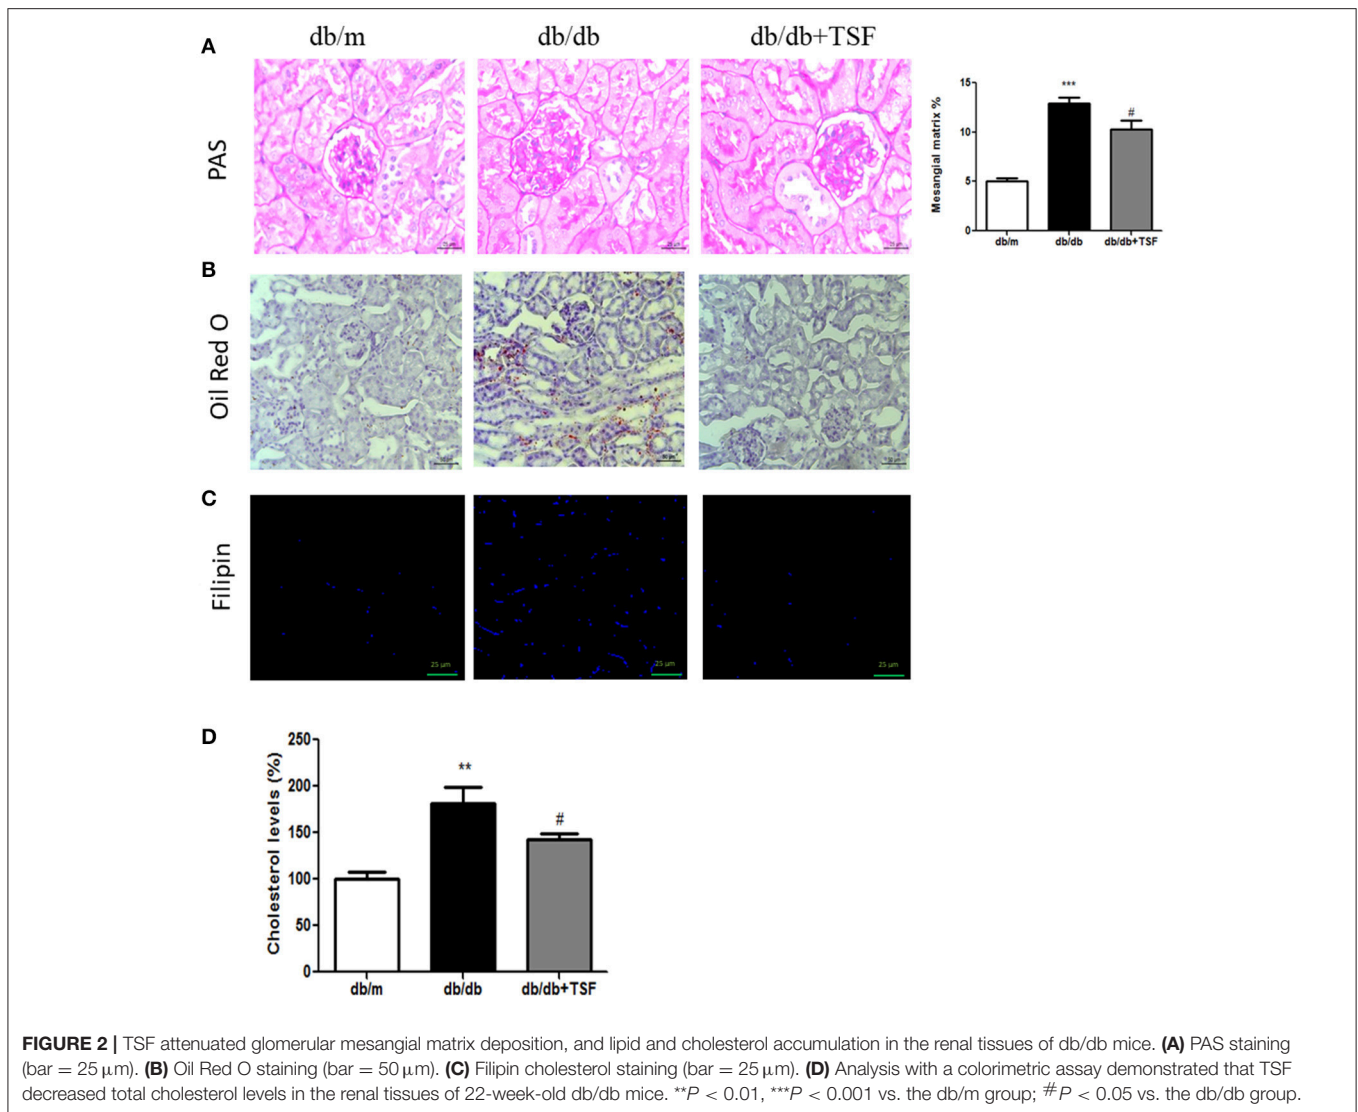 db/m db/db db/db+TSF
A
PAS
25 µm 25 µm 25 µm
Mesangial matrix %
15
10
5
0
***
#
db/m db/db db/db+TSF
B
Oil Red O
C
Filipin
25 µm 25 µm 25 µm
D
Cholesterol levels (%)
250
200
150
100
50
0
**
#
db/m db/db db/db+TSF
FIGURE 2 | TSF attenuated glomerular mesangial matrix deposition, and lipid and cholesterol accumulation in the renal tissues of db/db mice. (A) PAS staining
(bar = 25 µm). (B) Oil Red O staining (bar = 50 µm). (C) Filipin cholesterol staining (bar = 25 µm). (D) Analysis with a colorimetric assay demonstrated that TSF
decreased total cholesterol levels in the renal tissues of 22-week-old db/db mice. **P < 0.01, ***P < 0.001 vs. the db/m group; #P < 0.05 vs. the db/db group.